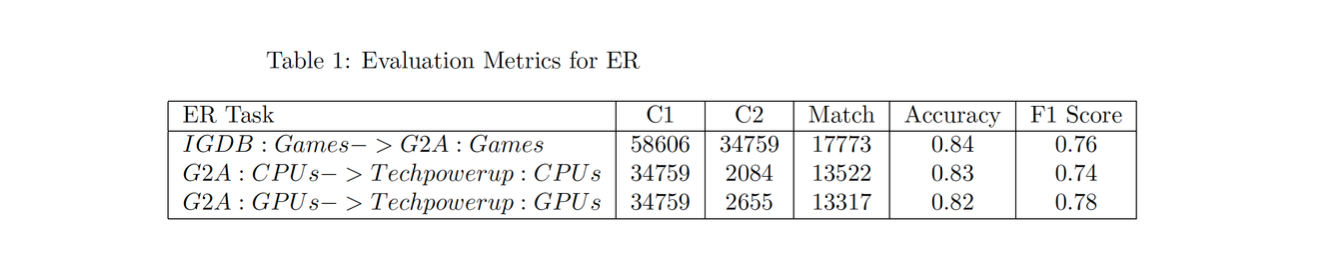 Table 1: Evaluation Metrics for ER
ER Task C1 C2 Match Accuracy F1 Score
IGDB : Games− > G2A : Games 58606 34759 17773 0.84 0.76
G2A : CPUs− > Techpowerup : CPUs 34759 2084 13522 0.83 0.74
G2A : GPUs− > Techpowerup : GPUs 34759 2655 13317 0.82 0.78